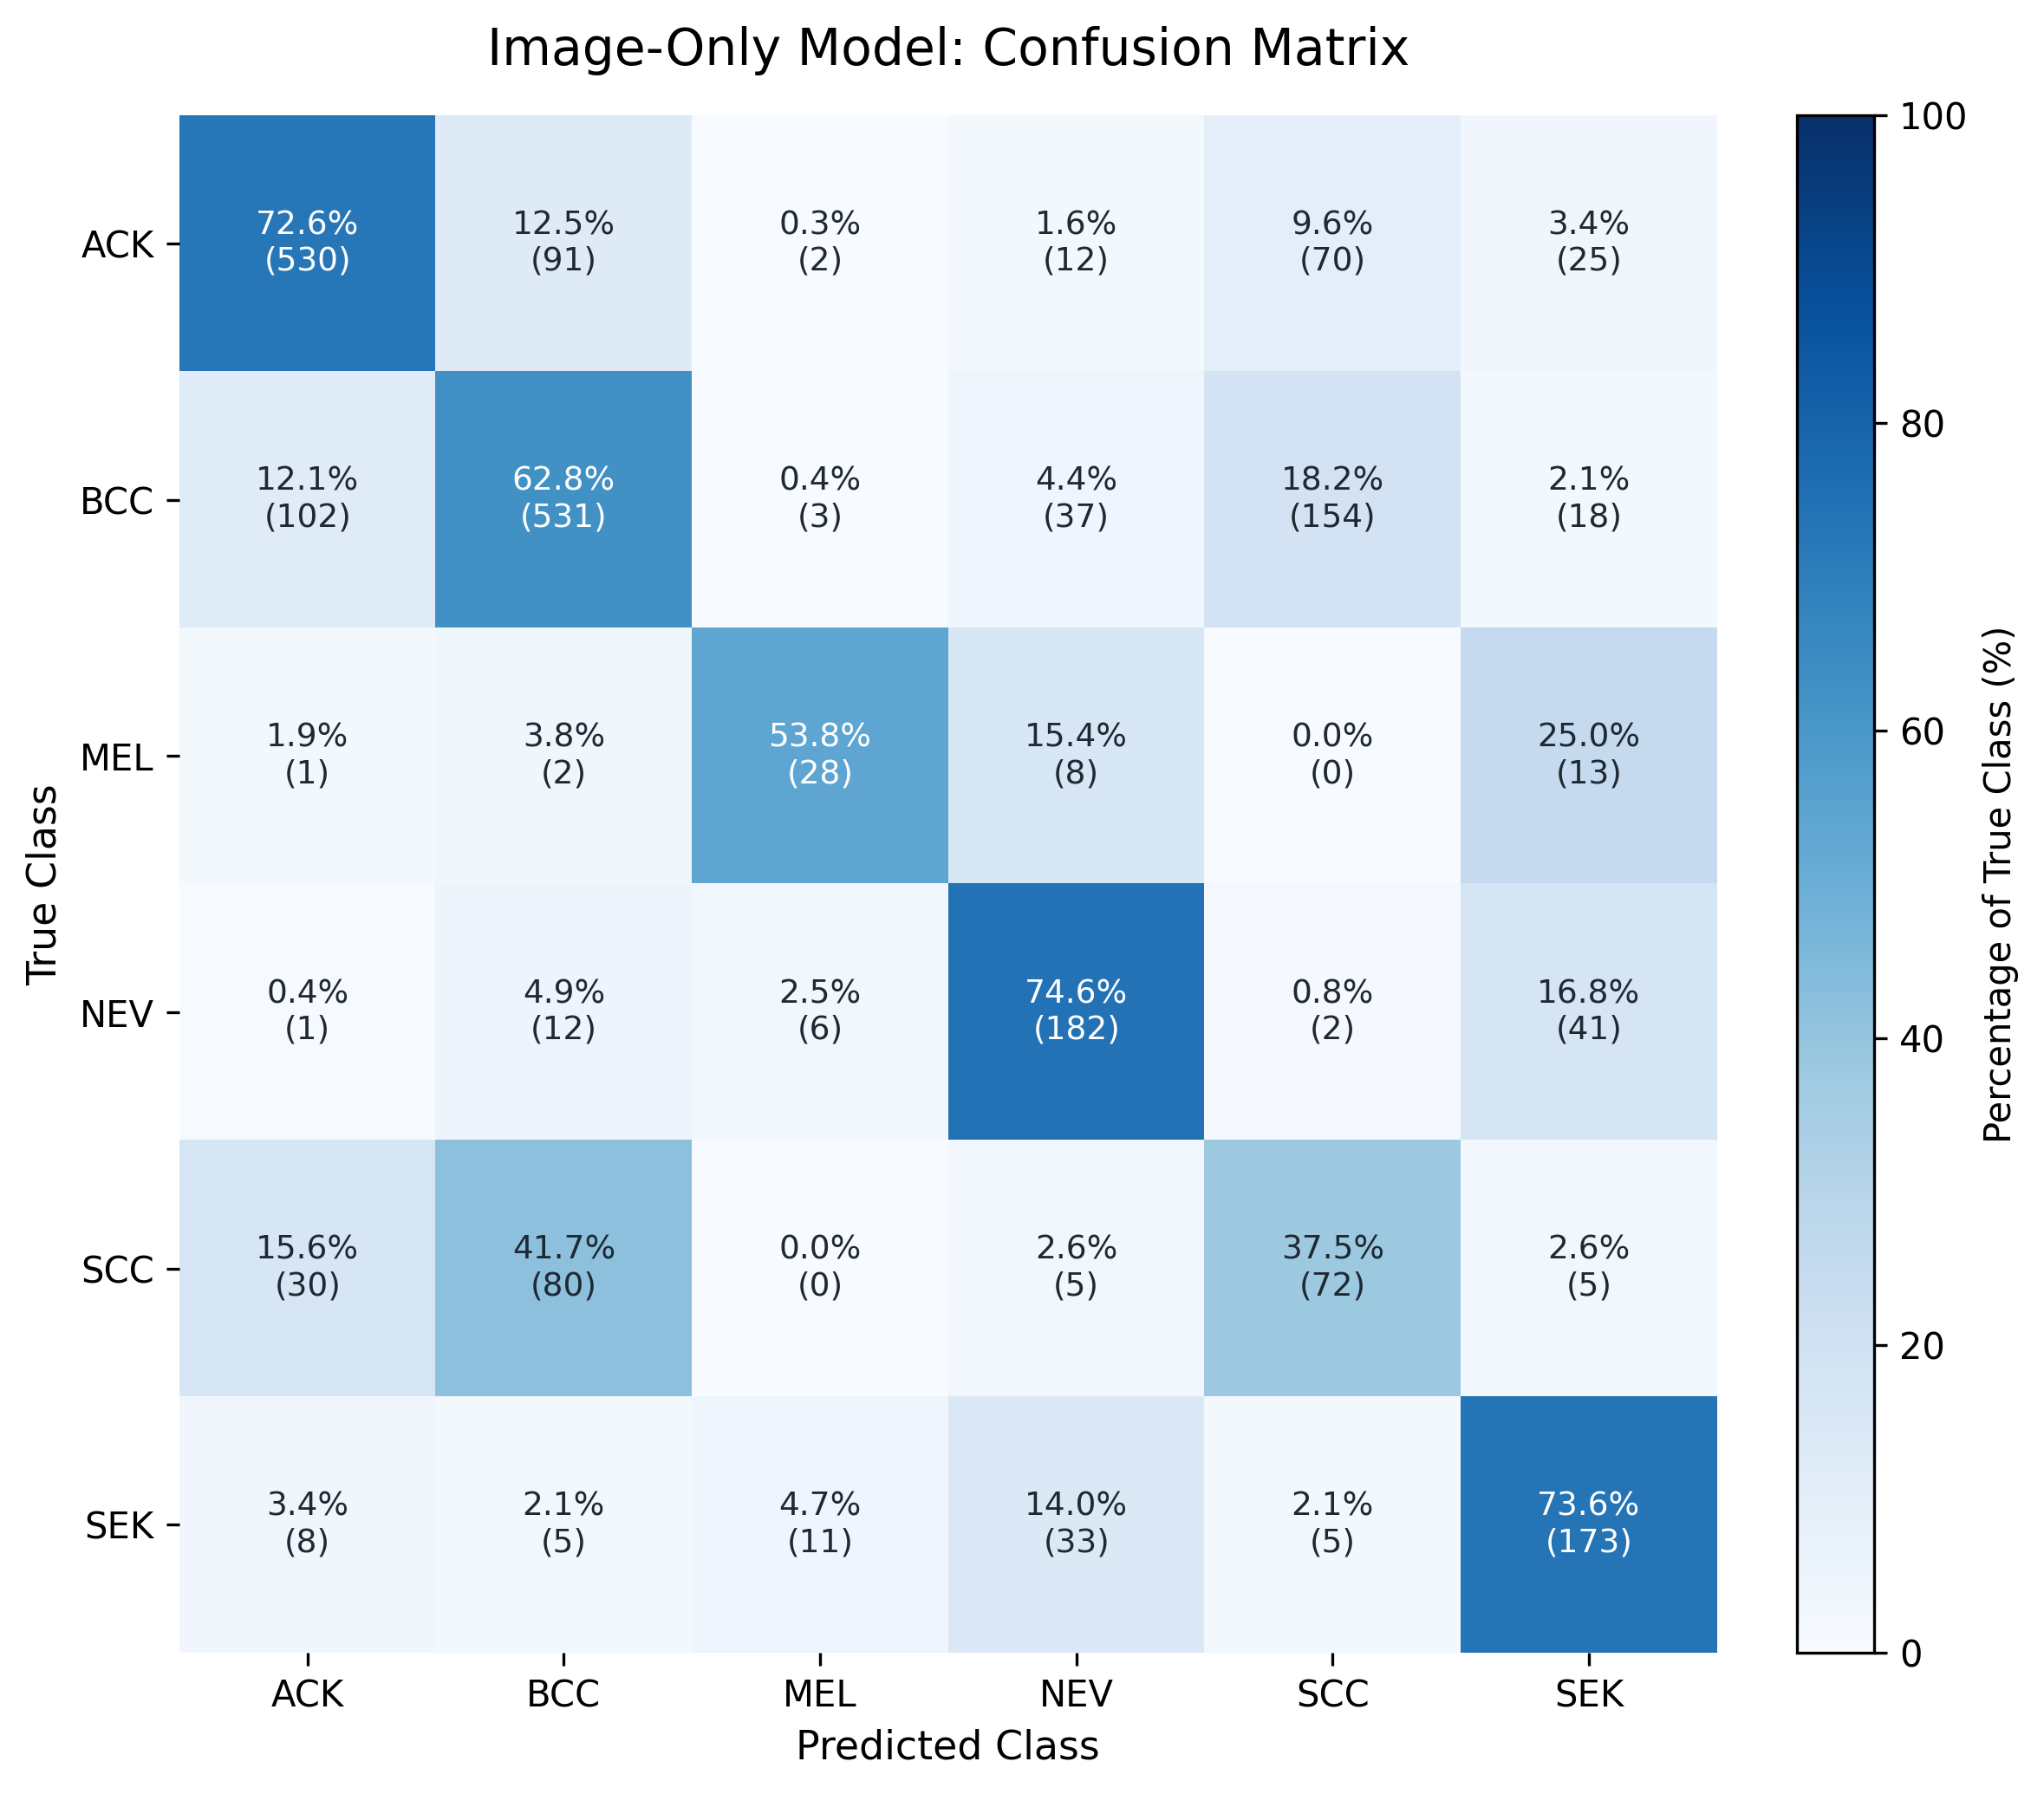 Image-Only Model: Confusion Matrix
True Class
ACK
72.6% 12.5% 0.3% 1.6% 9.6% 3.4%
(530) (91) (2) (12) (70) (25)
BCC
12.1% 62.8% 0.4% 4.4% 18.2% 2.1%
(102) (531) (3) (37) (154) (18)
MEL
1.9% 3.8% 53.8% 15.4% 0.0% 25.0%
(1) (2) (28) (8) (0) (13)
NEV
0.4% 4.9% 2.5% 74.6% 0.8% 16.8%
(1) (12) (6) (182) (2) (41)
SCC
15.6% 41.7% 0.0% 2.6% 37.5% 2.6%
(30) (80) (0) (5) (72) (5)
SEK
3.4% 2.1% 4.7% 14.0% 2.1% 73.6%
(8) (5) (11) (33) (5) (173)
ACK BCC MEL NEV SCC SEK
Predicted Class
100
80
60
40
20
0
Percentage of True Class (%)